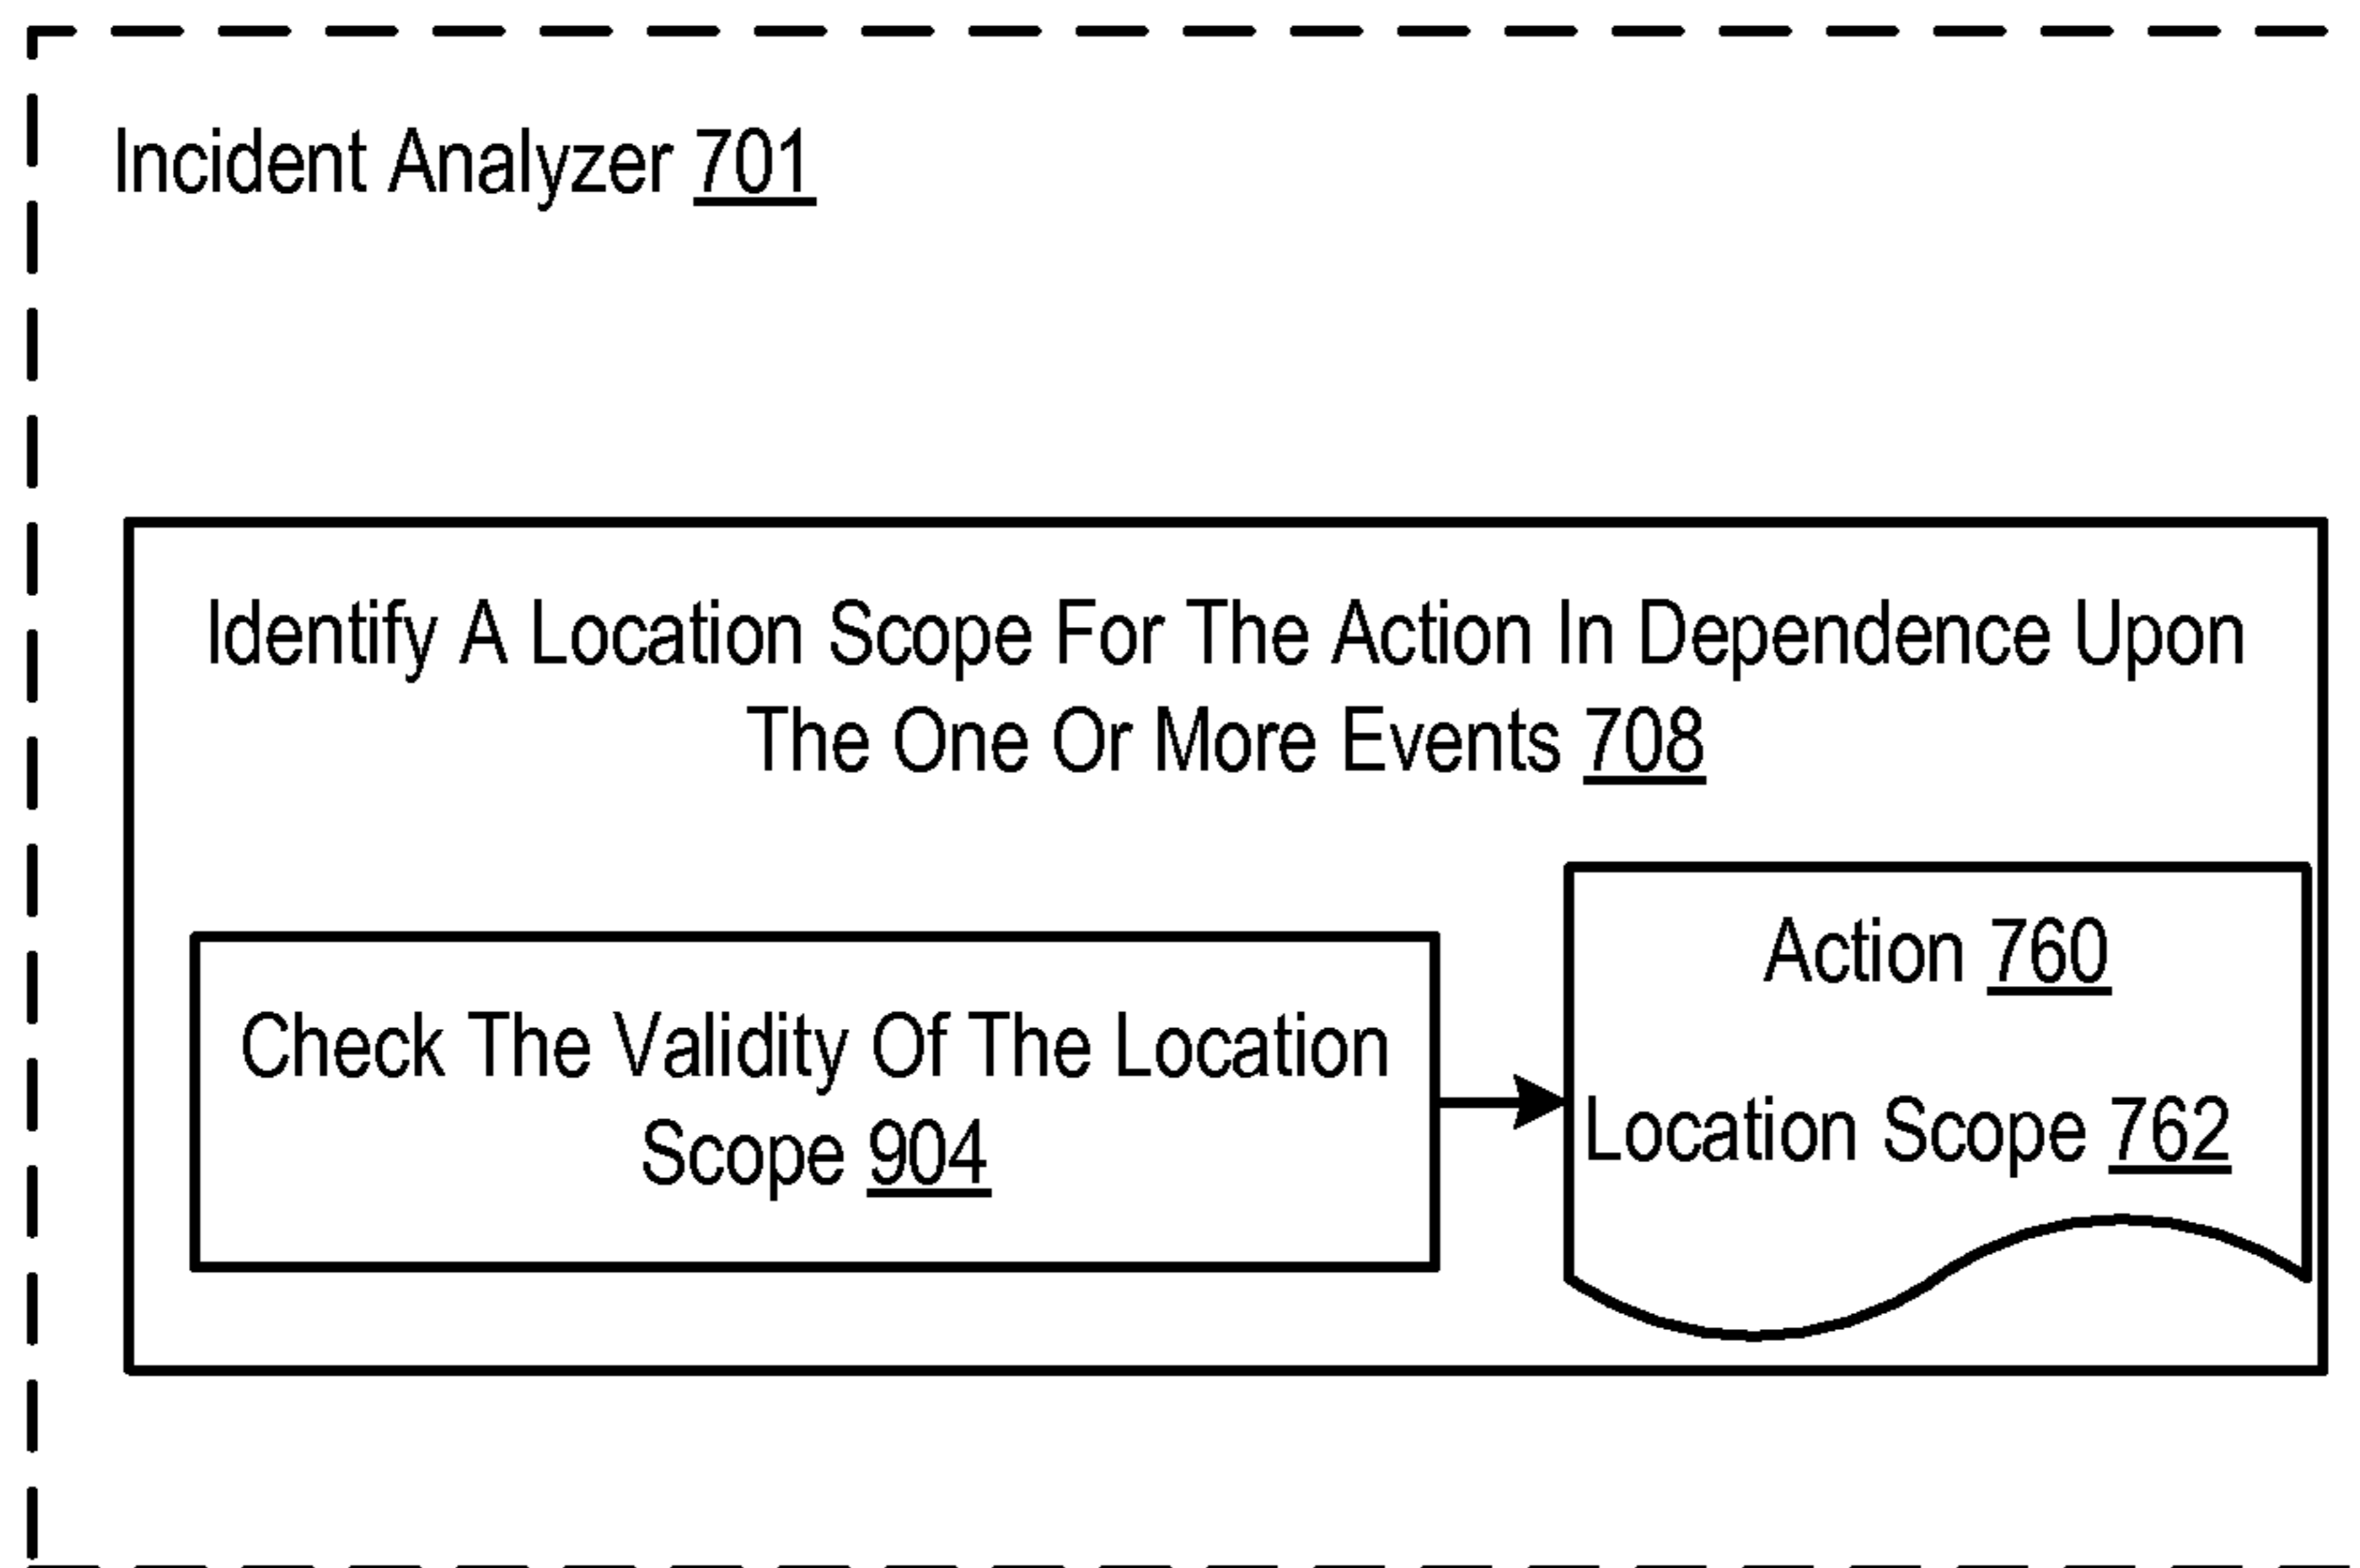 Incident Analyzer 701
Identify A Location Scope For The Action In Dependence Upon
The One Or More Events 708
Check The Validity Of The Location
Scope 904
Action 760
Location Scope 762